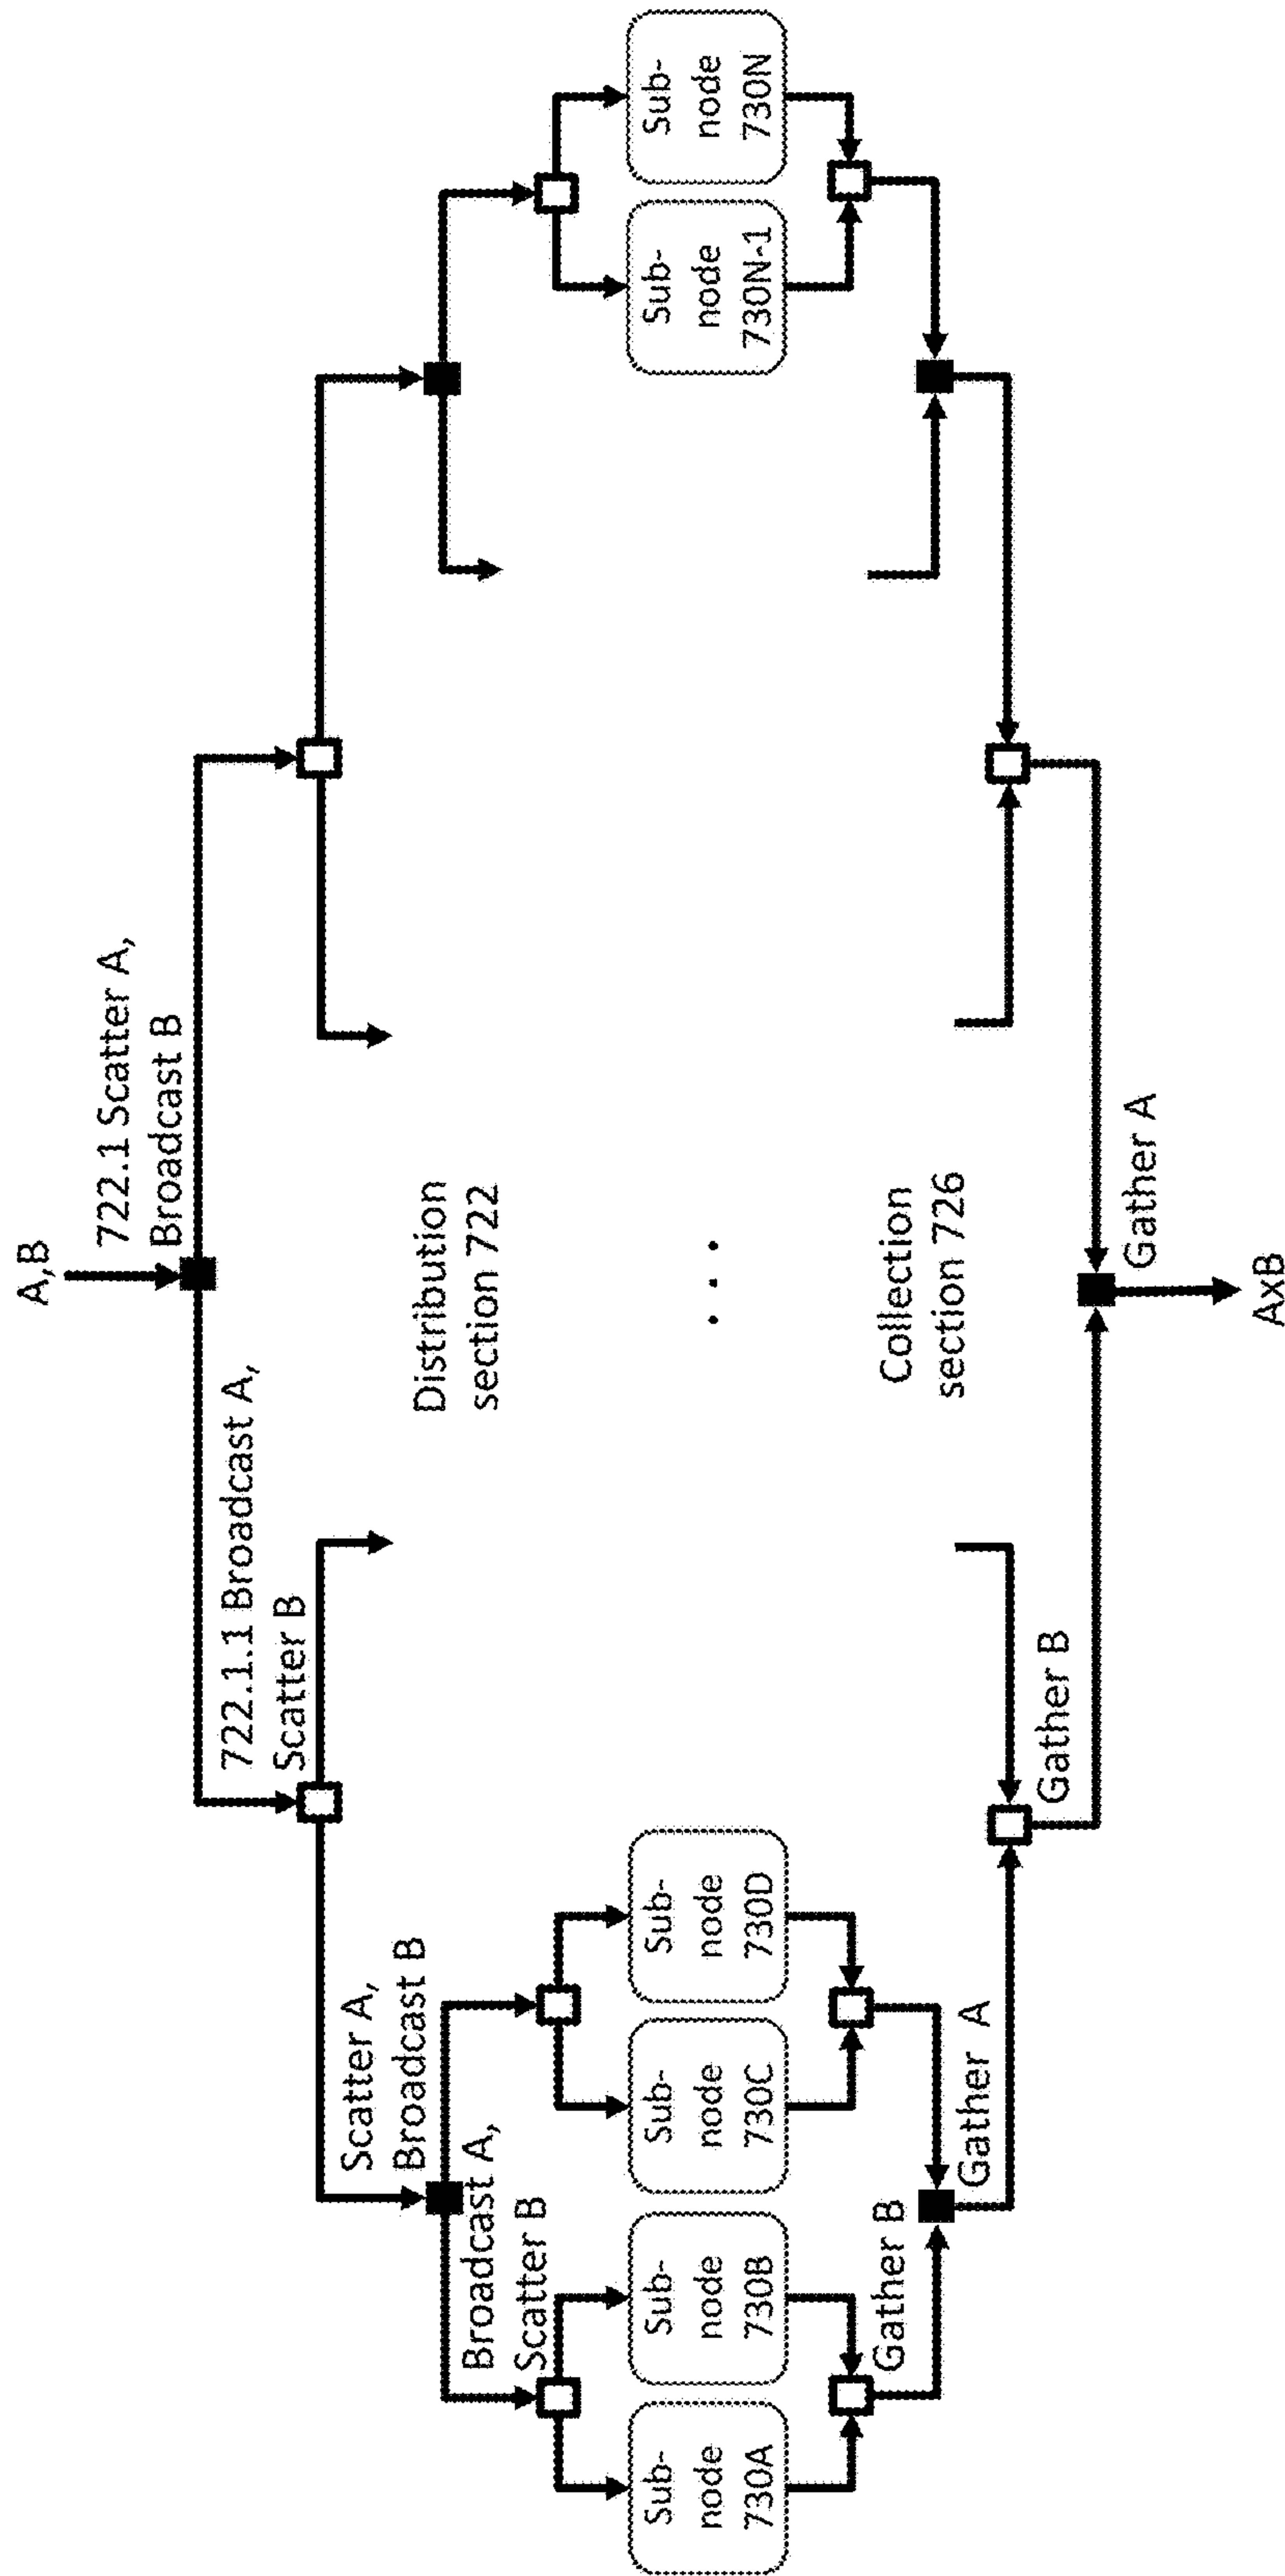 A,B
722.1 Scatter A,
Broadcast B
722.1.1 Broadcast A,
Scatter B
Scatter A,
Broadcast B
Broadcast A,
Scatter B
Distribution
section 722
Sub-
node
730A
Sub-
node
730B
Sub-
node
730C
Sub-
node
730D
. . .
Sub-
node
730N-1
Sub-
node
730N
Collection
section 726
Gather B
Gather A
Gather B
Gather A
AxB